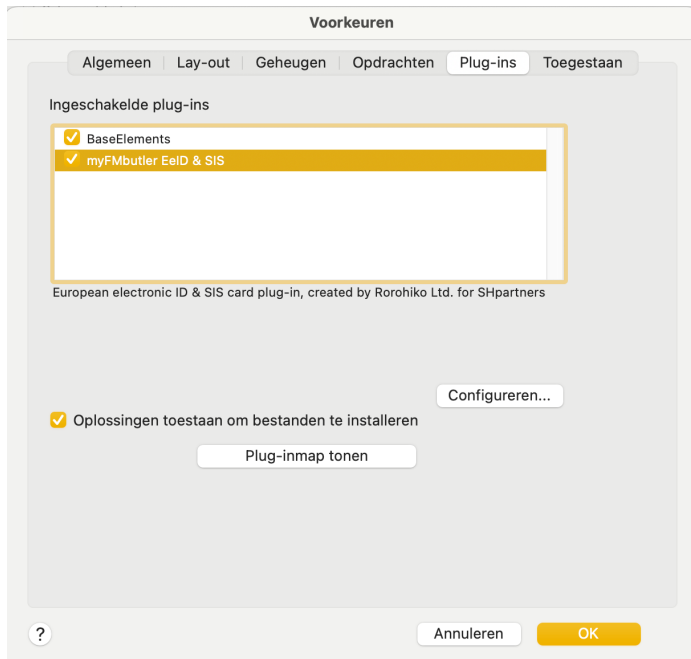 Voorkeuren
Algemeen Lay-out Geheugen Opdrachten Plug-ins Toegestaan
Ingeschakelde plug-ins
BaseElements
myFMbutler EeID & SIS
European electronic ID & SIS card plug-in, created by Rorohiko Ltd. for SHpartners
Configureren...
Oplossingen toestaan om bestanden te installeren
Plug-inmap tonen
? Annuleren OK